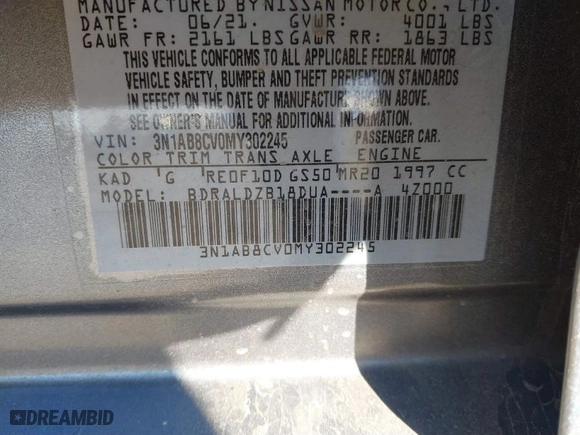 MANUFACTURED BY NISSAN MOTOR CO., LTD.
DATE: 06/21. GVWR: 4001 LBS
GAWR FR: 2161 LBS GAWR RR: 1863 LBS
THIS VEHICLE CONFORMS TO ALL APPLICABLE FEDERAL MOTOR
VEHICLE SAFETY, BUMPER AND THEFT PREVENTION STANDARDS
IN EFFECT ON THE DATE OF MANUFACTURE SHOWN ABOVE.
SEE OWNER'S MANUAL FOR ADDITIONAL INFORMATION.
VIN: 3N1AB8CV0MY302245 PASSENGER CAR.
COLOR TRIM TRANS AXLE ENGINE
KAD G RE0F10D GS50 MR20 1997 CC
MODEL BDRALDZB18DUA----A 4Z000
3N1AB8CV0MY302245
DREAMBID